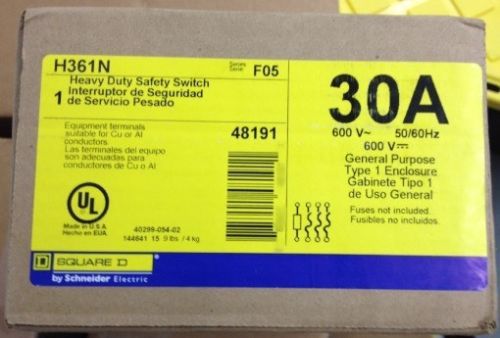 H361N
Series
Série
F05
Heavy Duty Safety Switch
1
Interruptor de Seguridad
de Servicio Pesado
Equipment terminals
suitable for Cu or Al
conductors.
Las terminales del equipo
son adecuadas para
conductores de Cu o Al
48191
UL
Made in U.S.A.
Hecho en EUA
40299-094-02
144641 15 9 lbs / 4 kg
30A
600 V~ 50/60Hz
600 V⎓
General Purpose
Type 1 Enclosure
Gabinete Tipo 1
de Uso General
Fuses not included.
Fusibles no incluidos.
SQUARE D
by Schneider Electric